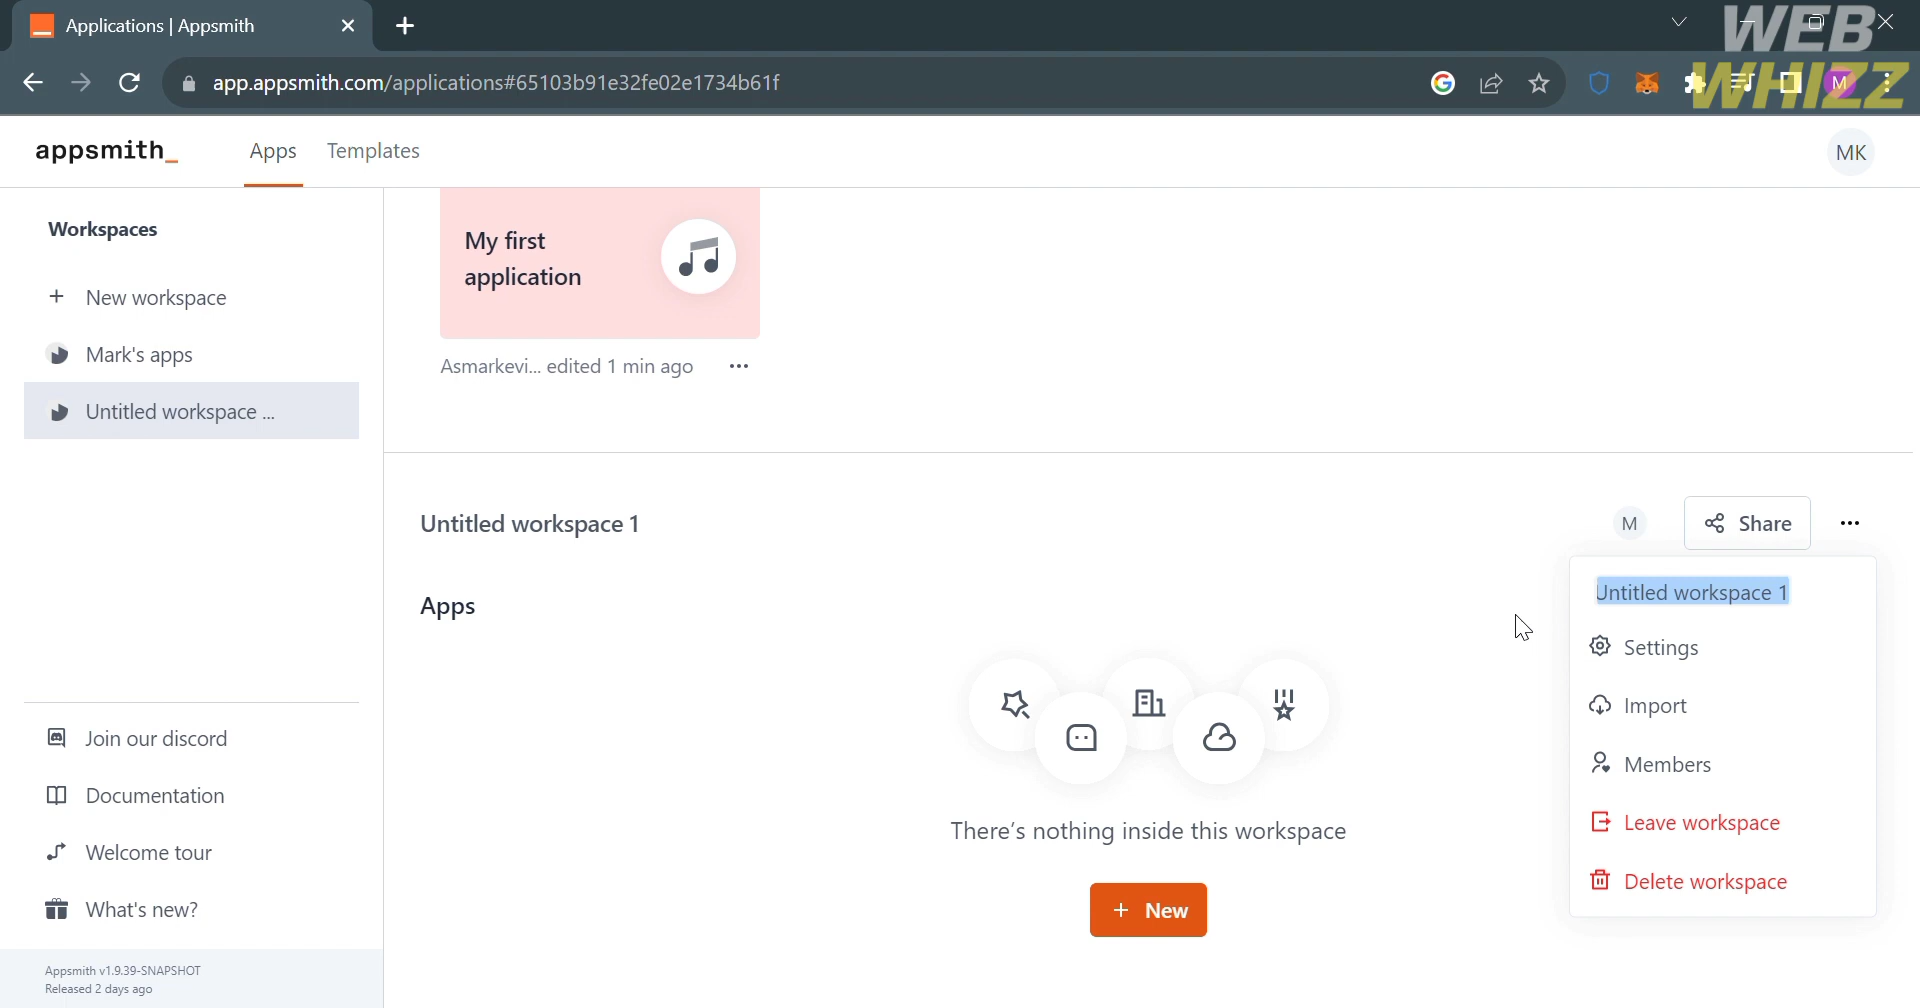 Applications | Appsmith
WEB
WHIZZ
app.appsmith.com/applications#65103b91e32fe02e1734b61f
M
appsmith_
Apps
Templates
MK
Workspaces
New workspace
Mark's apps
Untitled workspace ...
My first
application
Asmarkevi... edited 1 min ago
Untitled workspace 1
M
Share
Apps
Untitled workspace 1
Settings
Import
Members
Leave workspace
Delete workspace
There's nothing inside this workspace
+ New
Join our discord
Documentation
Welcome tour
What's new?
Appsmith v1.9.39-SNAPSHOT
Released 2 days ago